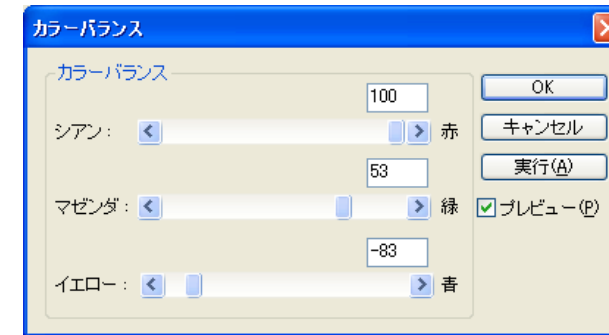 カラーバランス
カラーバランス
100
シアン： 赤
53
マゼンダ： 緑
-83
イエロー： 青
OK
キャンセル
実行(A)
プレビュー(P)